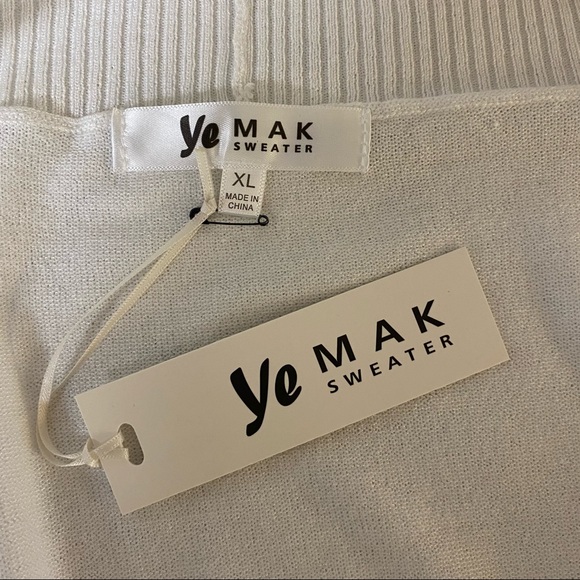 Ye MAK
SWEATER
XL
MADE IN
CHINA
Ye MAK
SWEATER